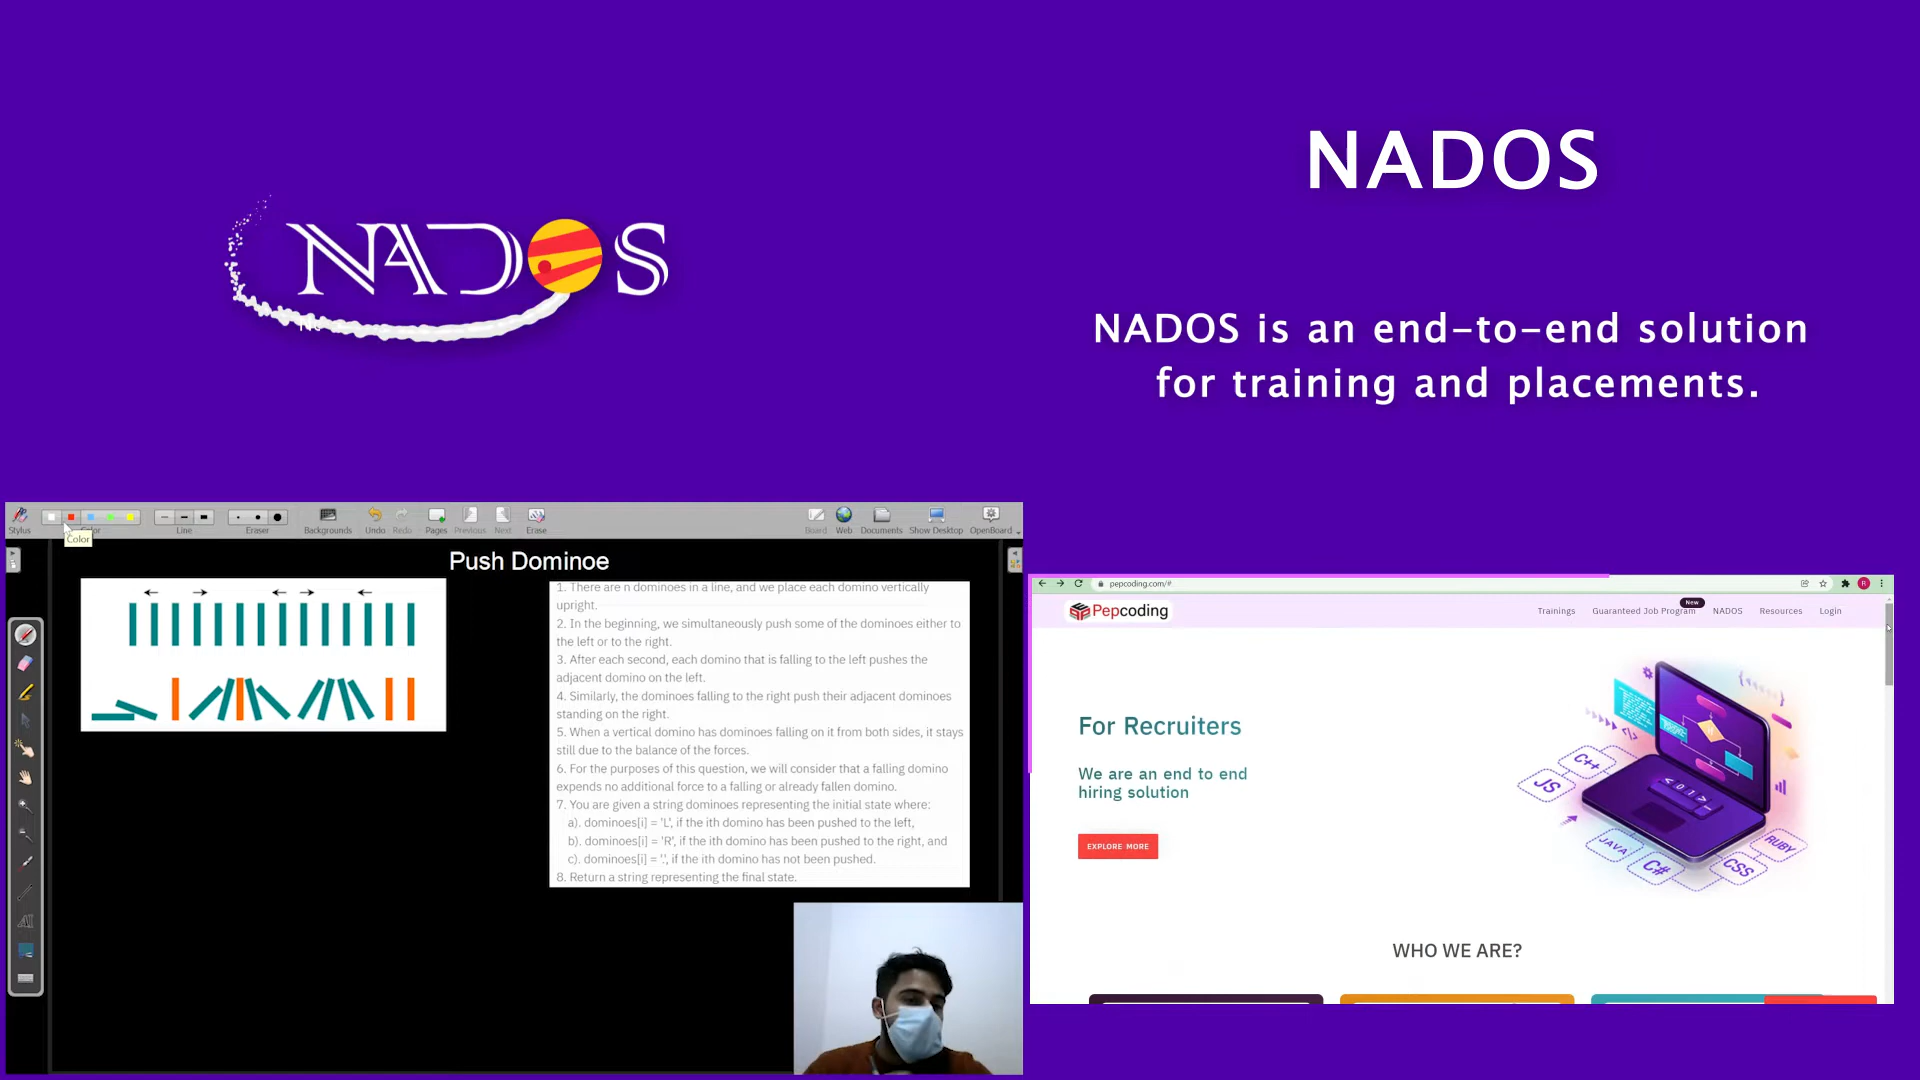 NADOS
NADOS
NADOS is an end-to-end solution
for training and placements.
Stylus
Color
Line
Eraser
Backgrounds
Undo
Redo
Pages
Previous
Next
Erase
Board
Web
Documents
Show Desktop
OpenBoard
Color
Push Dominoe
1. There are n dominoes in a line, and we place each domino vertically
upright.
2. In the beginning, we simultaneously push some of the dominoes either to
the left or to the right.
3. After each second, each domino that is falling to the left pushes the
adjacent domino on the left.
4. Similarly, the dominoes falling to the right push their adjacent dominoes
standing on the right.
5. When a vertical domino has dominoes falling on it from both sides, it stays
still due to the balance of the forces.
6. For the purposes of this question, we will consider that a falling domino
expends no additional force to a falling or already fallen domino.
7. You are given a string dominoes representing the initial state where:
a). dominoes[i] = 'L', if the ith domino has been pushed to the left,
b). dominoes[i] = 'R', if the ith domino has been pushed to the right, and
c). dominoes[i] = '.', if the ith domino has not been pushed.
8. Return a string representing the final state.
pepcoding.com/#
R
Pepcoding
Trainings
Guaranteed Job Program
New
NADOS
Resources
Login
For Recruiters
We are an end to end
hiring solution
EXPLORE MORE
JS
C++
JAVA
C#
CSS
RUBY
WHO WE ARE?